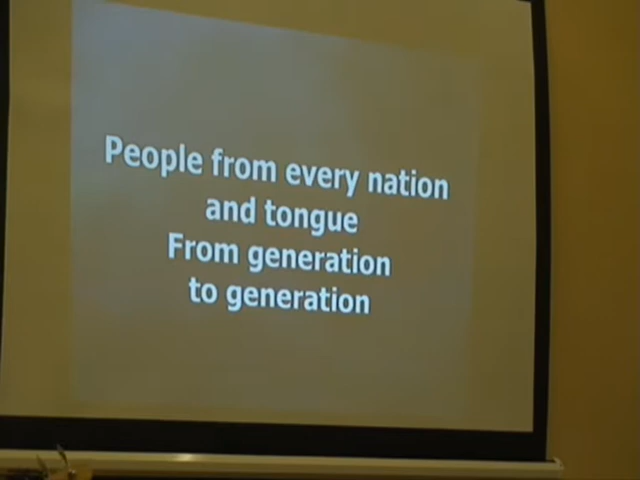 People from every nation
and tongue
From generation
to generation